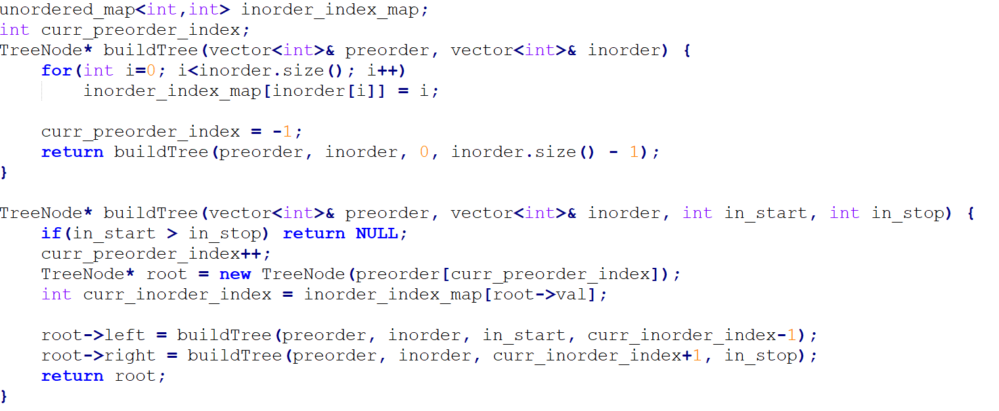 unordered_map<int,int> inorder_index_map;
int curr_preorder_index;
TreeNode* buildTree(vector<int>& preorder, vector<int>& inorder) {
    for(int i=0; i<inorder.size(); i++)
        inorder_index_map[inorder[i]] = i;

    curr_preorder_index = -1;
    return buildTree(preorder, inorder, 0, inorder.size() - 1);
}

TreeNode* buildTree(vector<int>& preorder, vector<int>& inorder, int in_start, int in_stop) {
    if(in_start > in_stop) return NULL;
    curr_preorder_index++;
    TreeNode* root = new TreeNode(preorder[curr_preorder_index]);
    int curr_inorder_index = inorder_index_map[root->val];

    root->left = buildTree(preorder, inorder, in_start, curr_inorder_index-1);
    root->right = buildTree(preorder, inorder, curr_inorder_index+1, in_stop);
    return root;
}